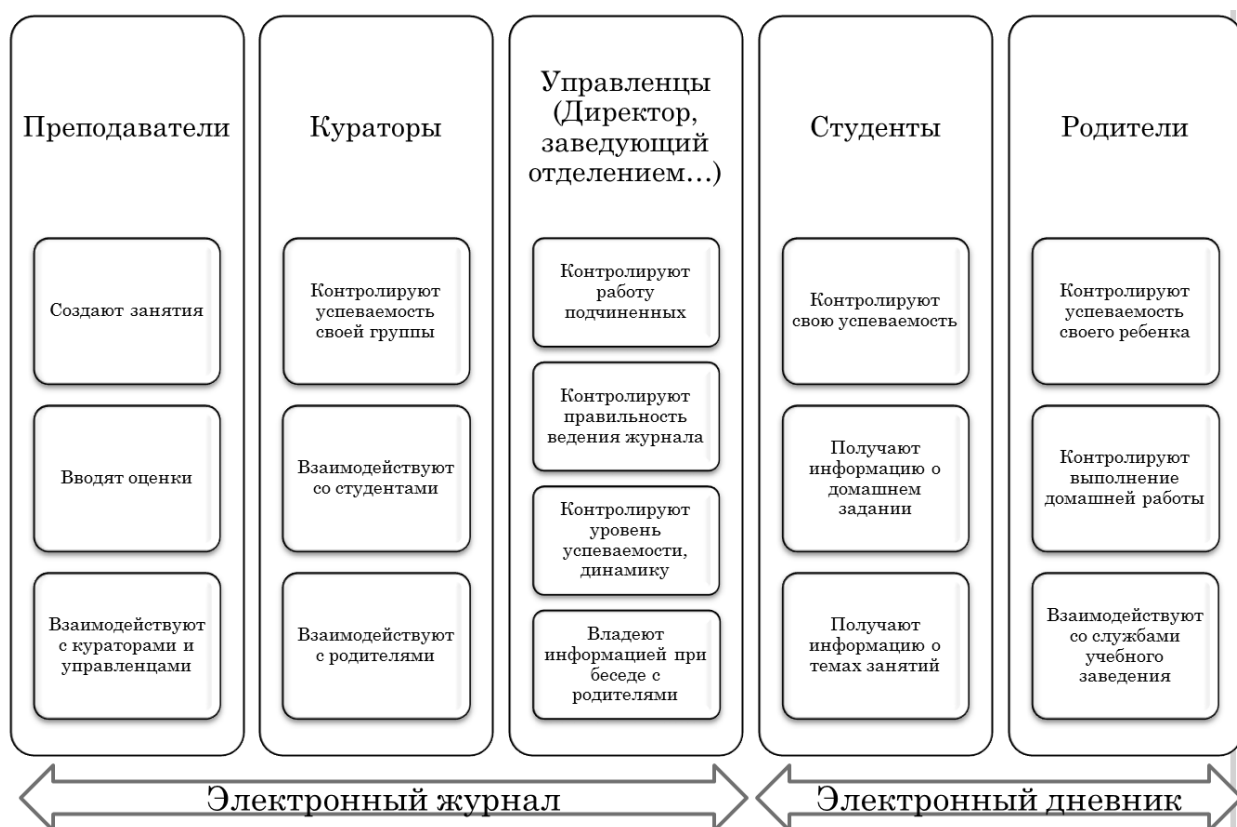 Преподаватели
Создают занятия
Вводят оценки
Взаимодействуют
с кураторами и
управленцами
Кураторы
Контролируют
успеваемость
своей группы
Взаимодействуют
со студентами
Взаимодействуют
с родителями
Управленцы
(Директор,
заведующий
отделением...)
Контролируют
работу
подчиненных
Контролируют
правильность
ведения журнала
Контролируют
уровень
успеваемости,
динамику
Владеют
информацией при
беседе с
родителями
Студенты
Контролируют
свою успеваемость
Получают
информацию о
домашнем
задании
Получают
информацию о
темах занятий
Родители
Контролируют
успеваемость
своего ребенка
Контролируют
выполнение
домашней работы
Взаимодействуют
со службами
учебного
заведения
Электронный журнал
Электронный дневник